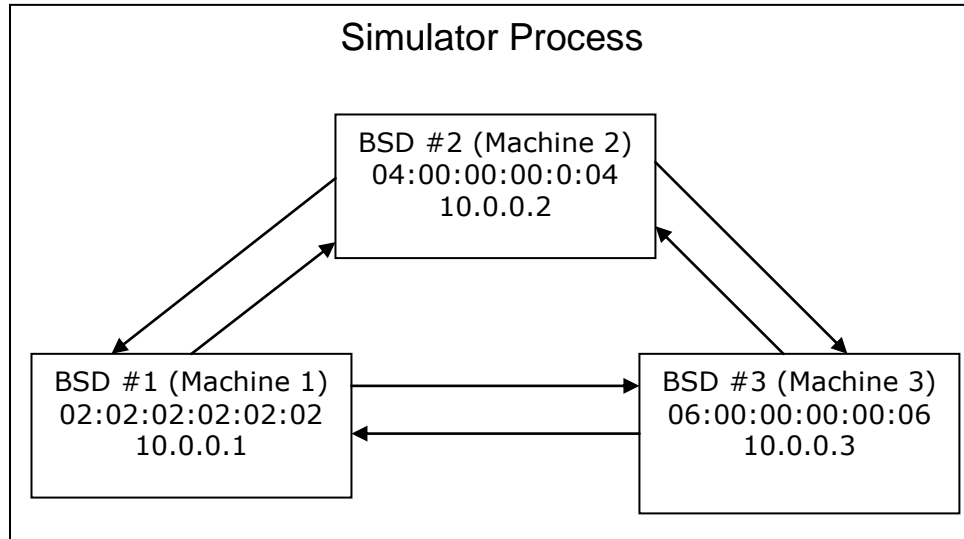 Simulator Process
BSD #2 (Machine 2)
04:00:00:00:0:04
10.0.0.2
BSD #1 (Machine 1)
02:02:02:02:02:02
10.0.0.1
BSD #3 (Machine 3)
06:00:00:00:00:06
10.0.0.3